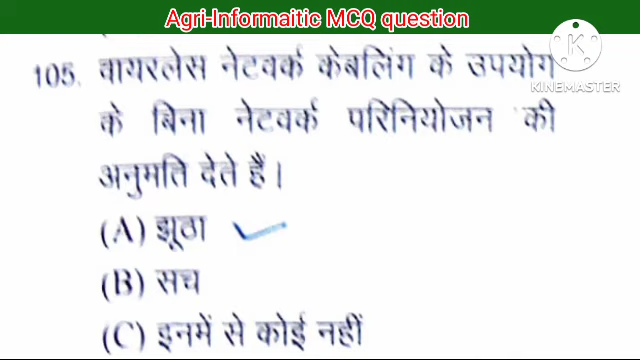 Agri-Informaitic MCQ question
105. वायरलेस नेटवर्क केबलिंग के उपयोग
के बिना नेटवर्क परिनियोजन की
अनुमति देते हैं।
(A) झूठा
(B) सच
(C) इनमें से कोई नहीं
K
KINEMASTER